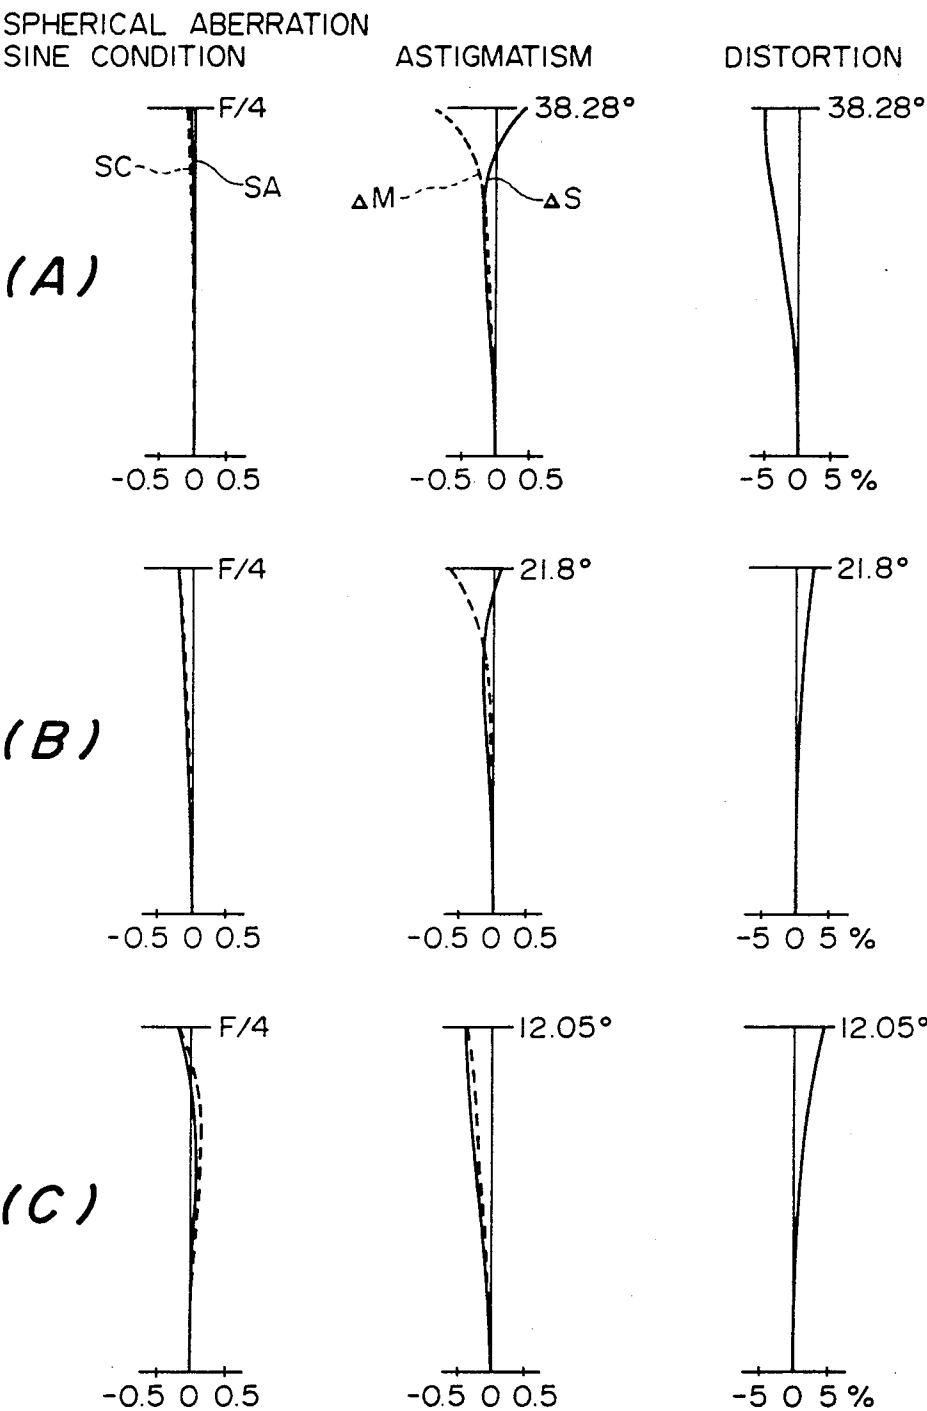 SPHERICAL ABERRATION
SINE CONDITION
ASTIGMATISM
DISTORTION
(A)
F/4
SC
SA
-0.5 0 0.5
38.28°
ΔM
ΔS
-0.5 0 0.5
38.28°
-5 0 5 %
(B)
F/4
-0.5 0 0.5
21.8°
-0.5 0 0.5
21.8°
-5 0 5 %
(C)
F/4
-0.5 0 0.5
12.05°
-0.5 0 0.5
12.05°
-5 0 5 %